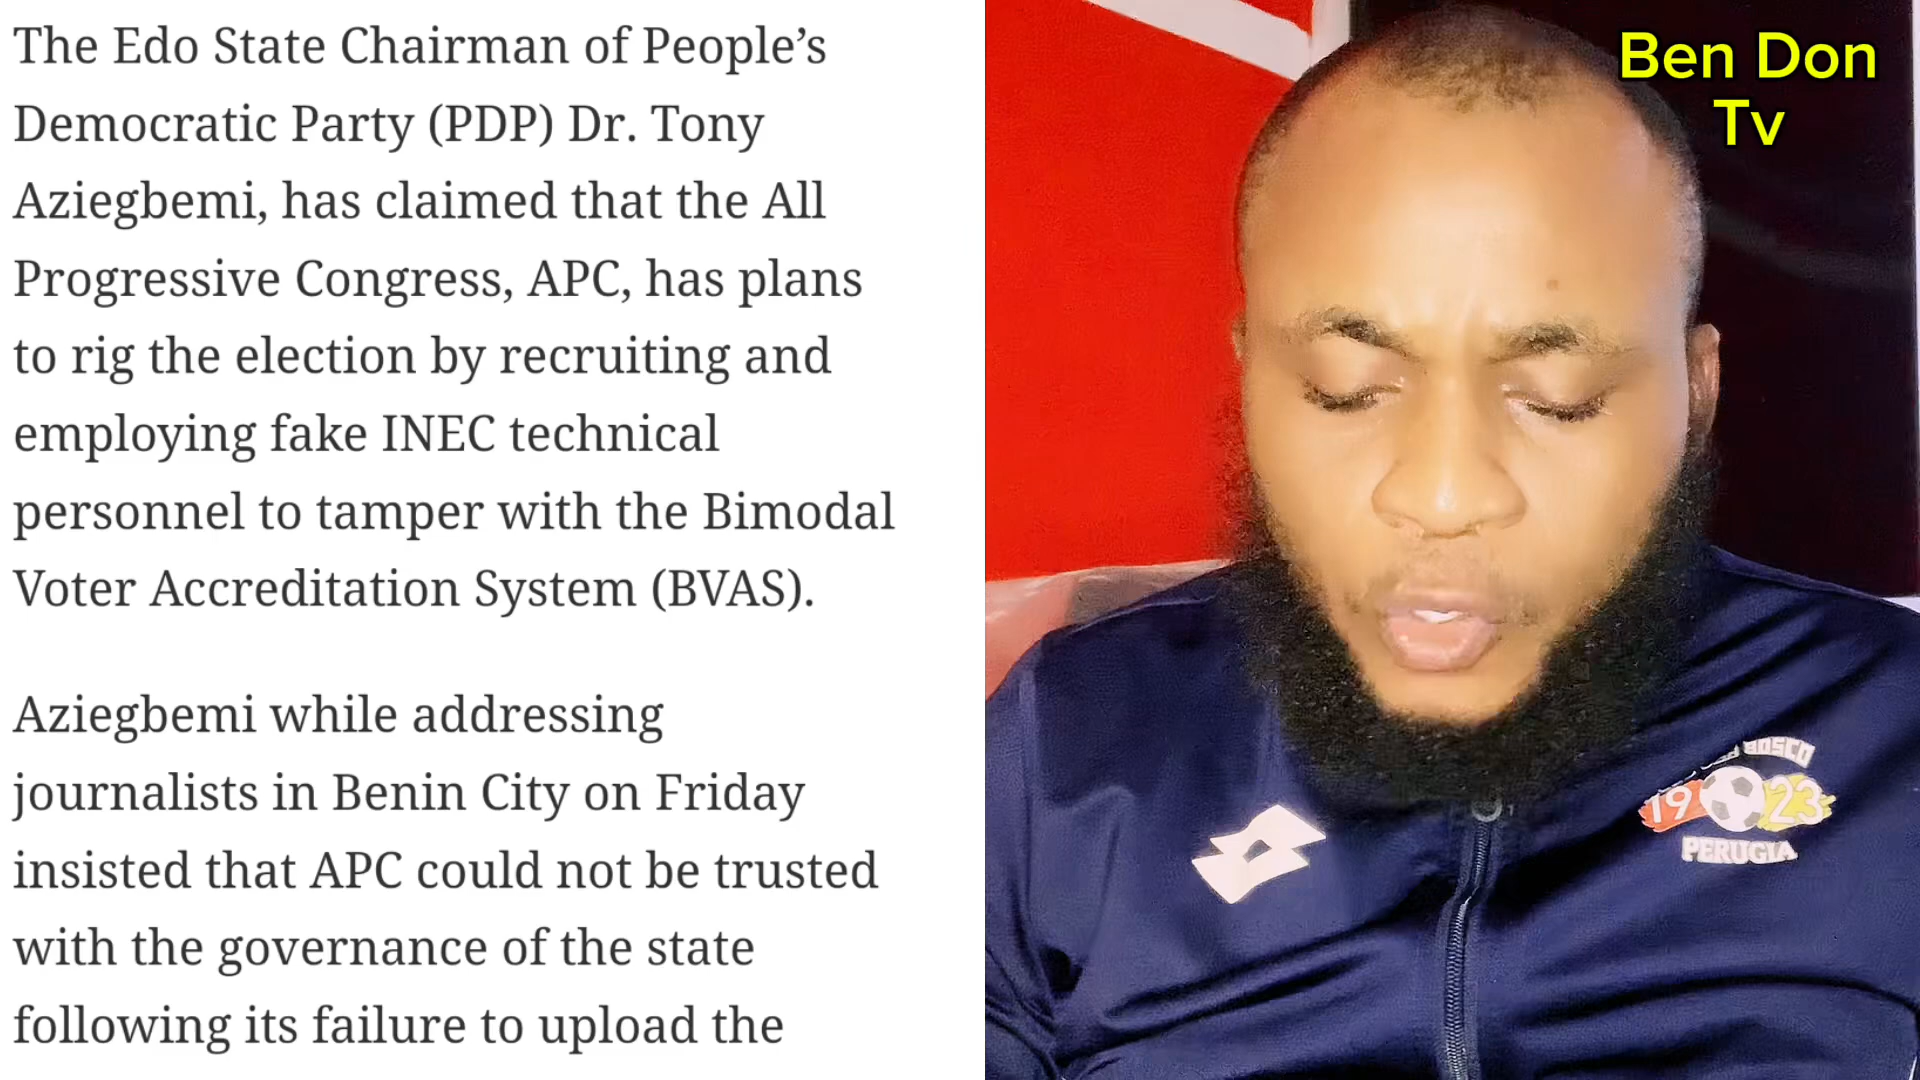 The Edo State Chairman of People’s
Democratic Party (PDP) Dr. Tony
Aziegbemi, has claimed that the All
Progressive Congress, APC, has plans
to rig the election by recruiting and
employing fake INEC technical
personnel to tamper with the Bimodal
Voter Accreditation System (BVAS).
Aziegbemi while addressing
journalists in Benin City on Friday
insisted that APC could not be trusted
with the governance of the state
following its failure to upload the
Ben Don
Tv
BOSCO
1923
PERUGIA